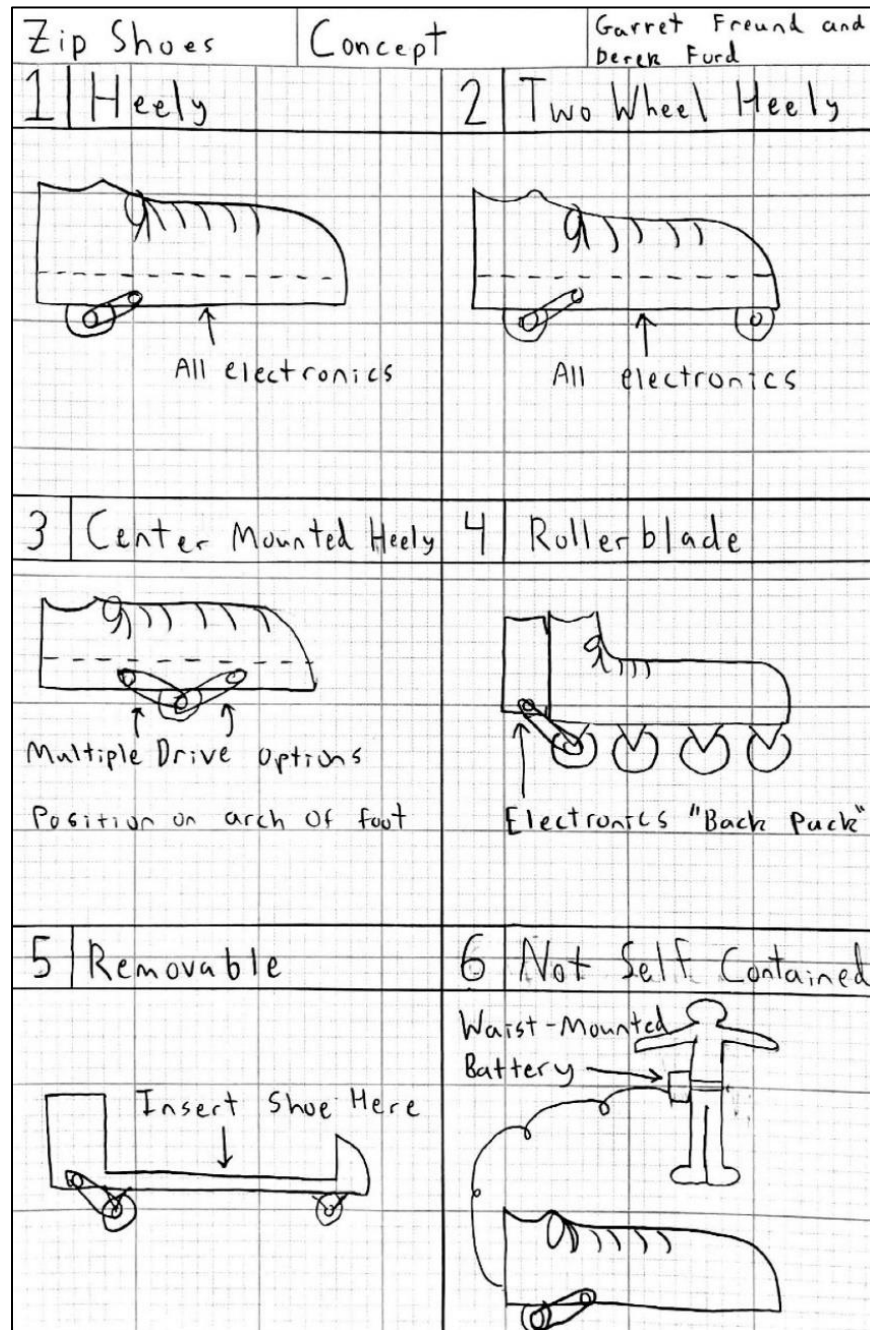 Zip Shoes
Concept
Garret Freund and
Derek Furd
1 Heely
2 Two Wheel Heely
All electronics
All electronics
3 Center Mounted Heely
4 Rollerblade
Multiple Drive Options
Position on arch of foot
Electronics "Back Pack"
5 Removable
6 Not Self Contained
Insert Shoe Here
Waist-Mounted
Battery